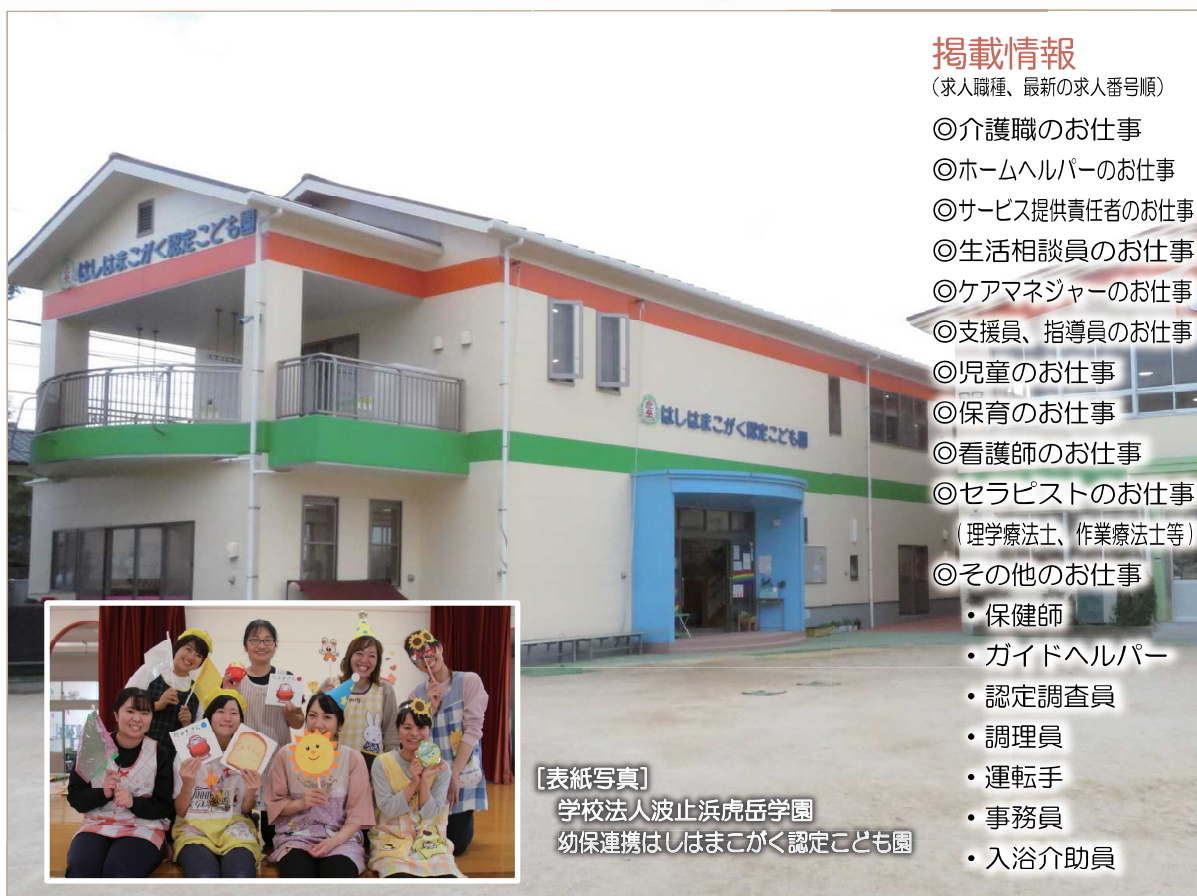 掲載情報
（求人職種、最新の求人番号順）
◎介護職のお仕事
◎ホームヘルパーのお仕事
◎サービス提供責任者のお仕事
◎生活相談員のお仕事
◎ケアマネジャーのお仕事
◎支援員、指導員のお仕事
◎児童のお仕事
◎保育のお仕事
◎看護師のお仕事
◎セラピストのお仕事
（理学療法士、作業療法士等）
◎その他のお仕事
・保健師
・ガイドヘルパー
・認定調査員
・調理員
・運転手
・事務員
・入浴介助員
はしはまこがく認定こども園
虎岳
はしはまこがく認定こども園
[表紙写真]
学校法人波止浜虎岳学園
幼保連携はしはまこがく認定こども園